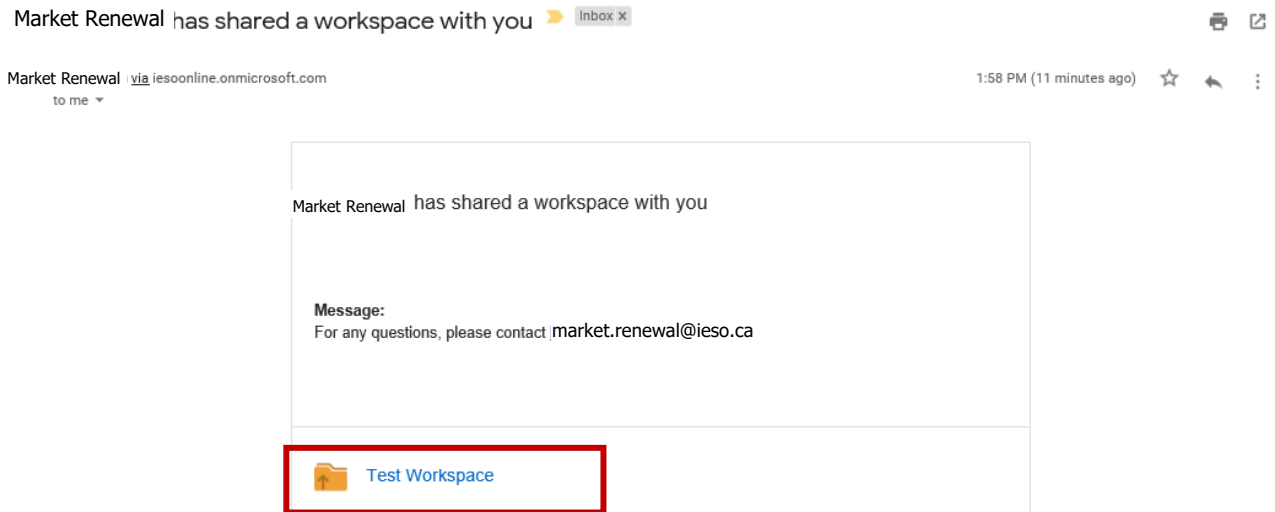 Market Renewal has shared a workspace with you Inbox x
Market Renewal via iesoonline.onmicrosoft.com 1:58 PM (11 minutes ago)
to me
Market Renewal has shared a workspace with you
Message:
For any questions, please contact market.renewal@ieso.ca
Test Workspace